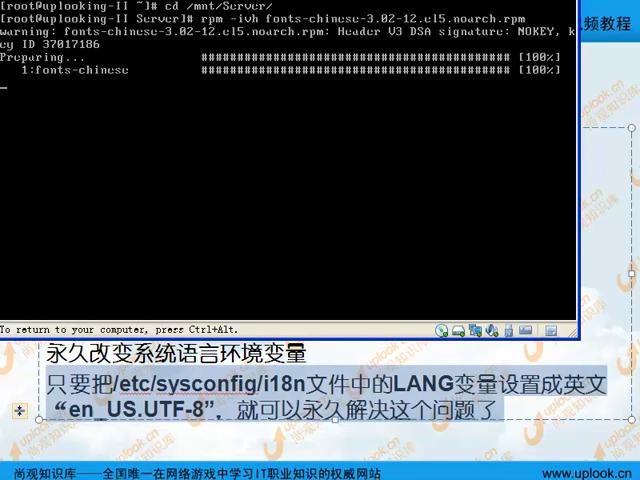 [root@uplooking-II ~]# cd /mnt/Server/
[root@uplooking-II Server]# rpm -ivh fonts-chinese-3.02-12.el5.noarch.rpm
warning: fonts-chinese-3.02-12.el5.noarch.rpm: Header V3 DSA signature: NOKEY, k
ey ID 37017186
Preparing... ########################################### [100%]
1:fonts-chinese ########################################### [100%]
频教程
To return to your computer, press Ctrl+Alt.
永久改变系统语言环境变量
只要把/etc/sysconfig/i18n文件中的LANG变量设置成英文
“en_US.UTF-8”，就可以永久解决这个问题了
尚观知识库——全国唯一在网络游戏中学习IT职业知识的权威网站
www.uplook.cn